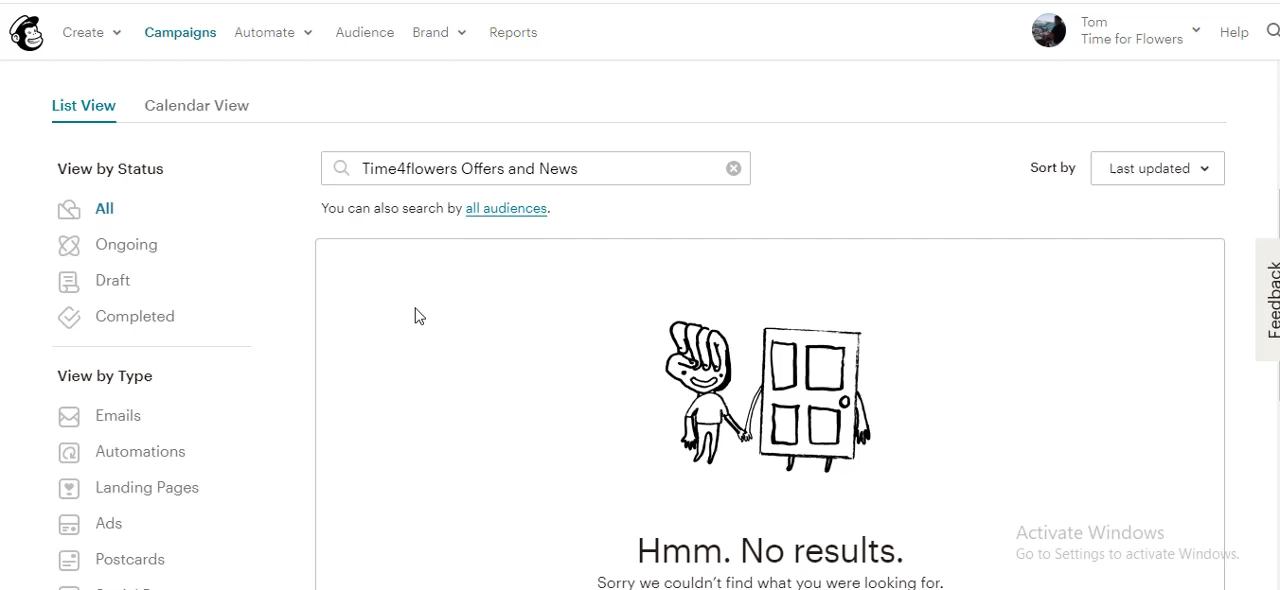 Create Campaigns Automate Audience Brand Reports
Tom
Time for Flowers
Help
List View Calendar View
View by Status
All
Ongoing
Draft
Completed
View by Type
Emails
Automations
Landing Pages
Ads
Postcards
Time4flowers Offers and News
Sort by Last updated
You can also search by all audiences.
Hmm. No results.
Sorry we couldn't find what you were looking for.
Feedback
Activate Windows
Go to Settings to activate Windows.